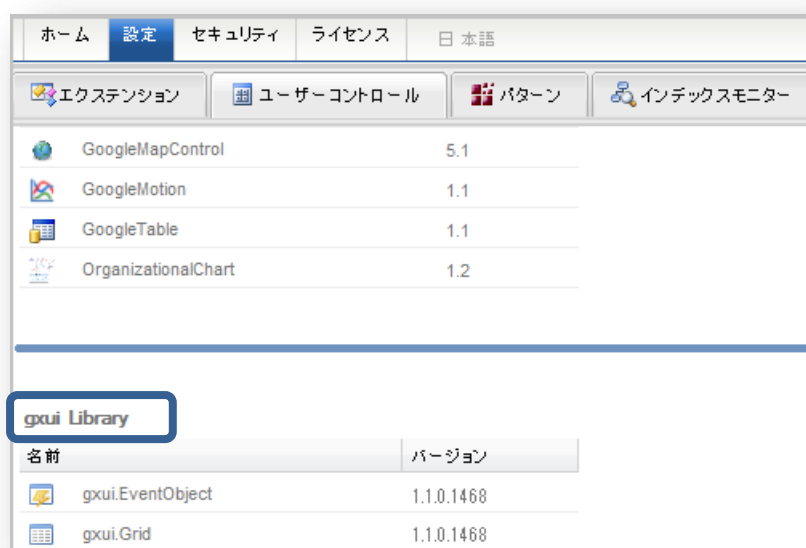 ホーム 設定 セキュリティ ライセンス 日本語
エクステンション ユーザーコントロール パターン インデックスモニター
GoogleMapControl 5.1
GoogleMotion 1.1
GoogleTable 1.1
OrganizationalChart 1.2
gxui Library
名前 バージョン
gxui.EventObject 1.1.0.1468
gxui.Grid 1.1.0.1468